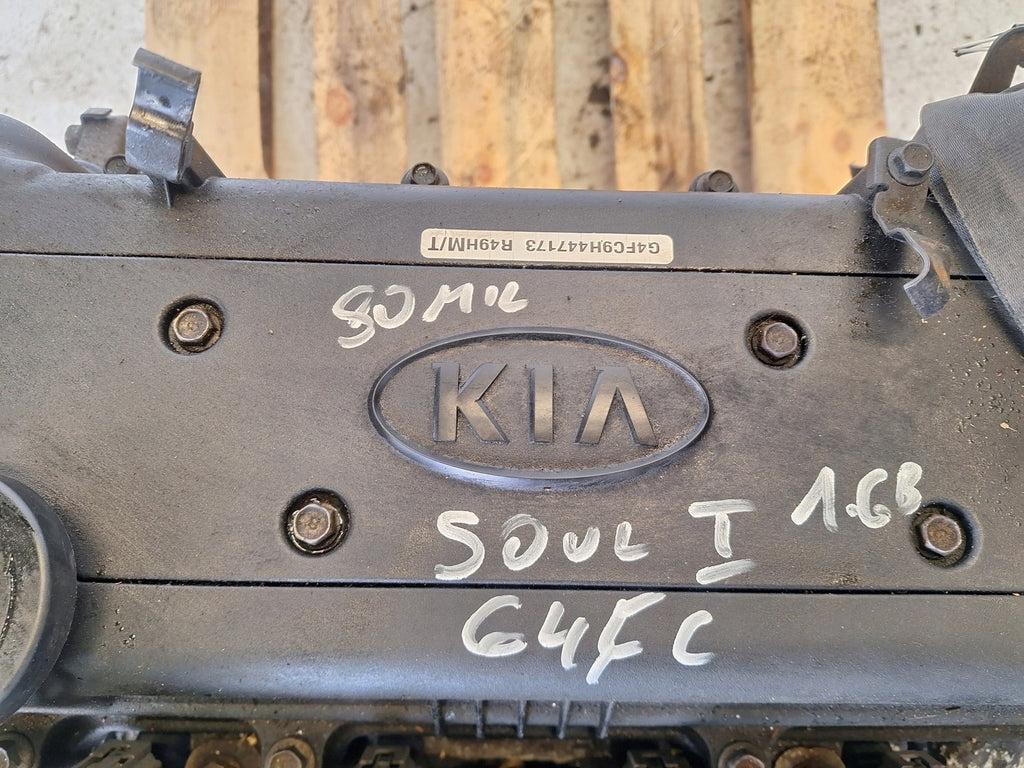 G4FC9H447173 R49HM/T
80 MIL
KIA
SOUL I 1.6B
G4FC